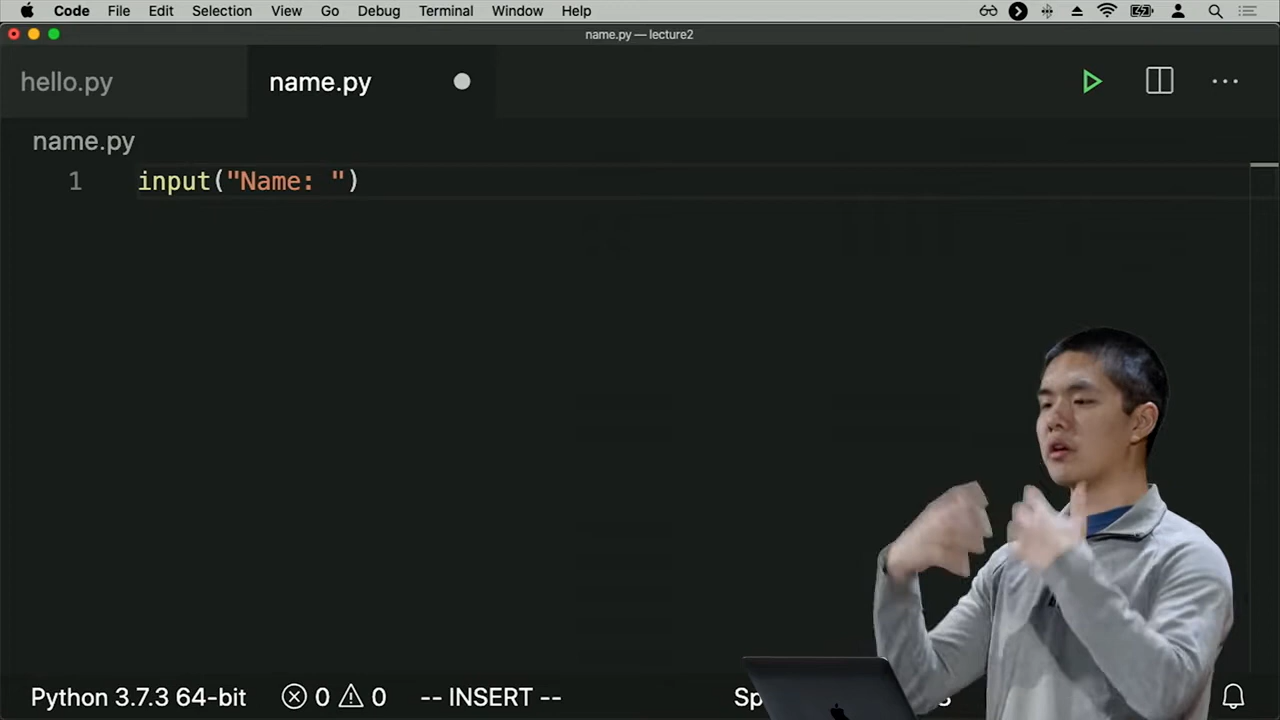 Code File Edit Selection View Go Debug Terminal Window Help
name.py — lecture2
hello.py name.py
name.py
1 input("Name: ")
Python 3.7.3 64-bit 0 0 -- INSERT --